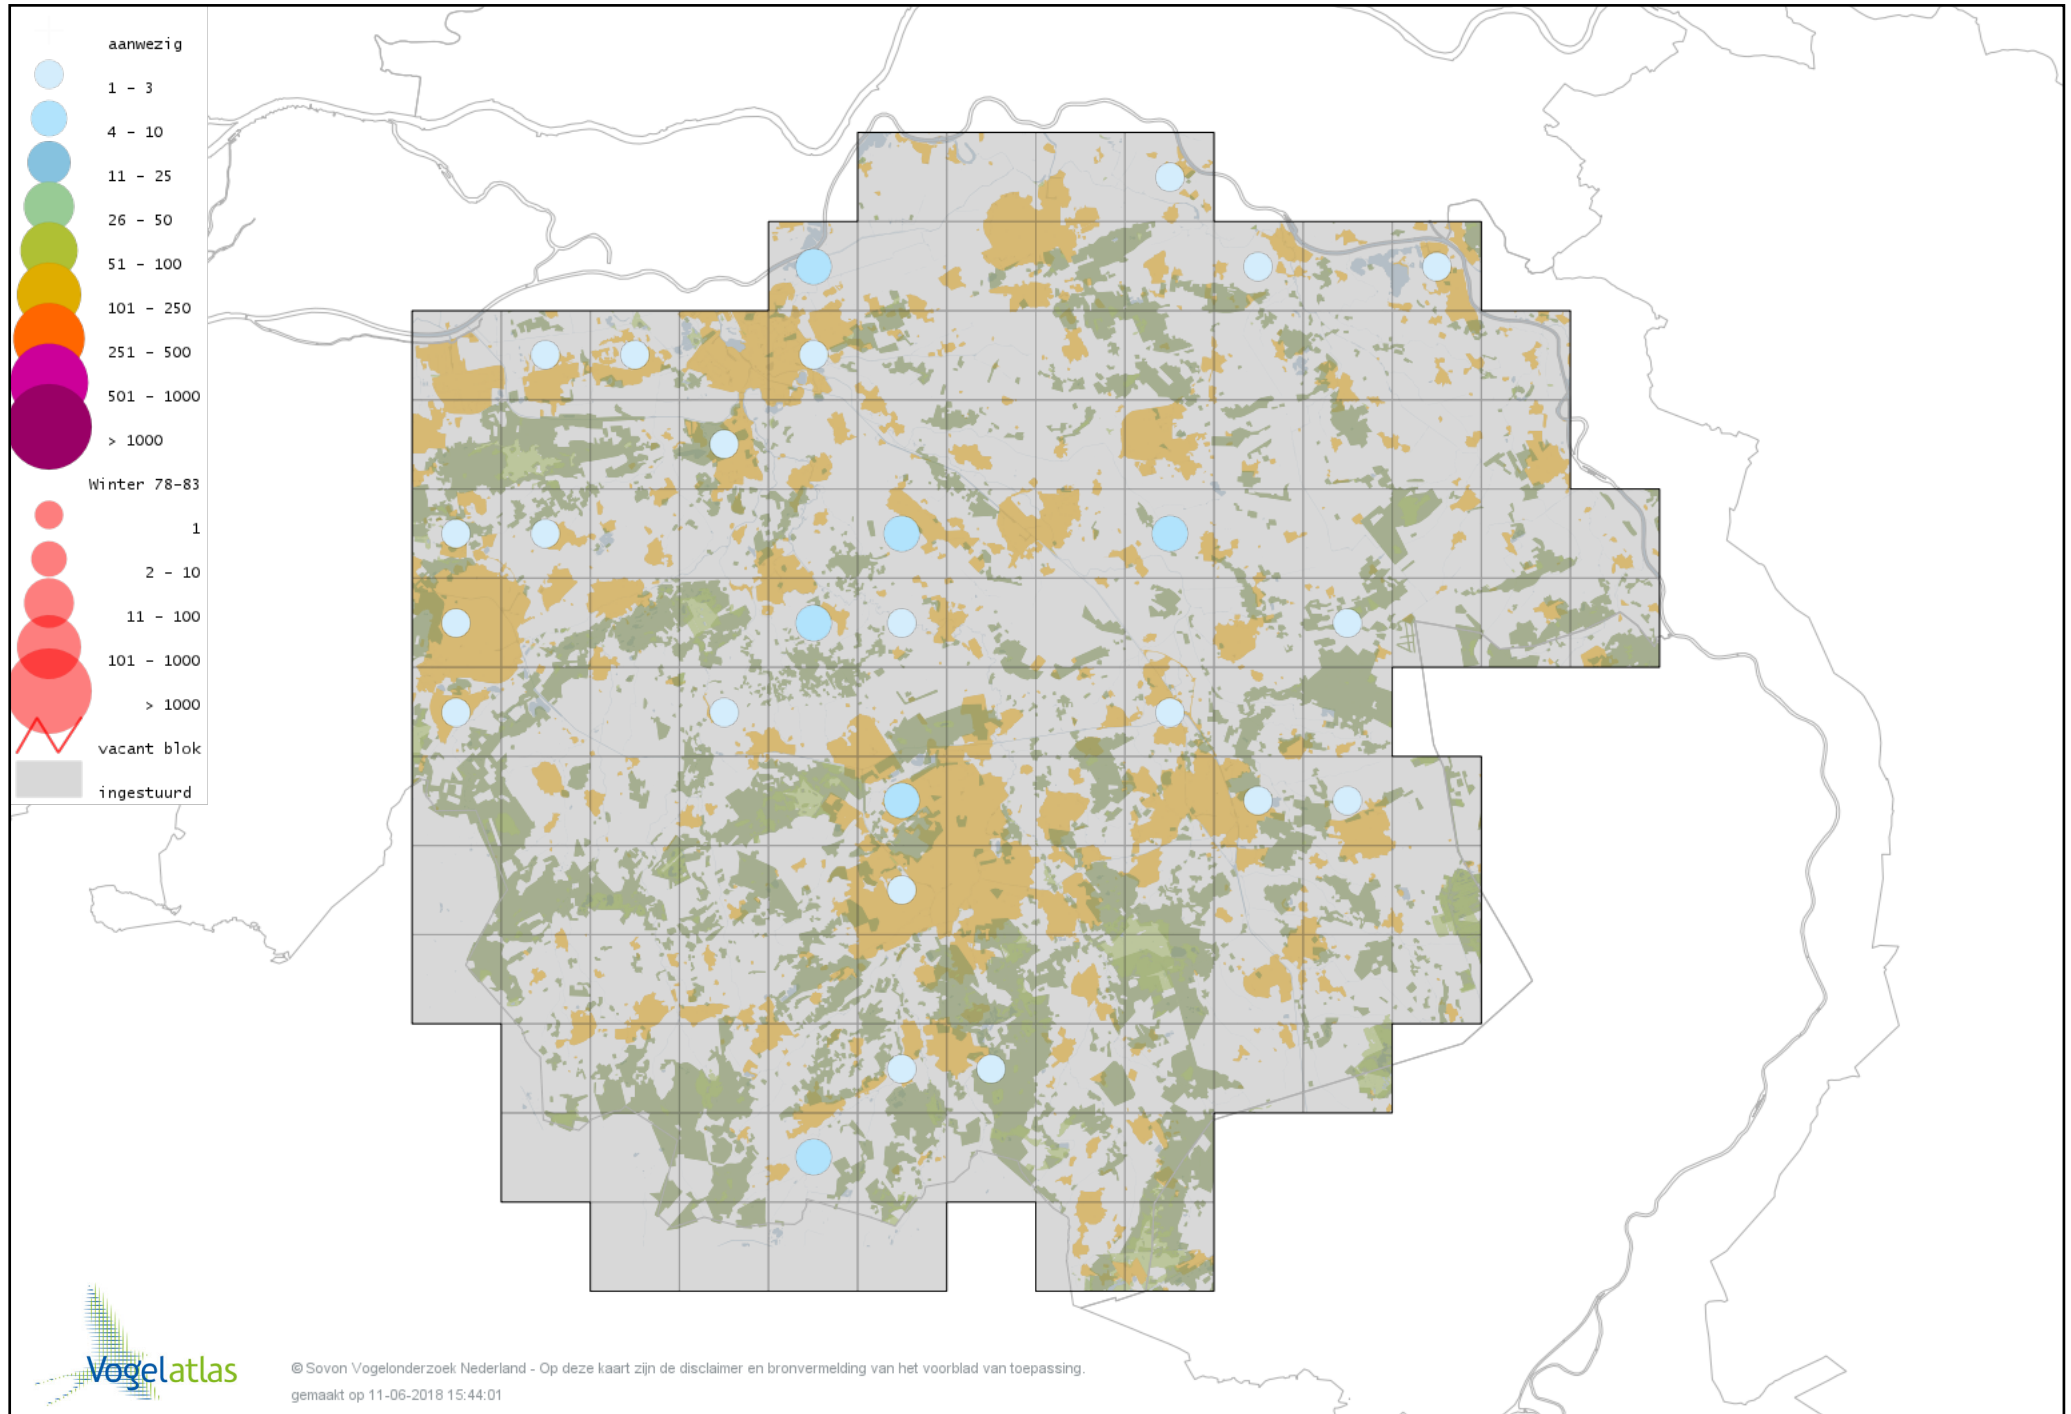 aanwezig
1 - 3
4 - 10
11 - 25
26 - 50
51 - 100
101 - 250
251 - 500
501 - 1000
> 1000
Winter 78-83
1
2 - 10
11 - 100
101 - 1000
> 1000
vacant blok
ingestuurd
Vogelatlas
© Sovon Vogelonderzoek Nederland - Op deze kaart zijn de disclaimer en bronvermelding van het voorblad van toepassing.
gemaakt op 11-06-2018 15:44:01